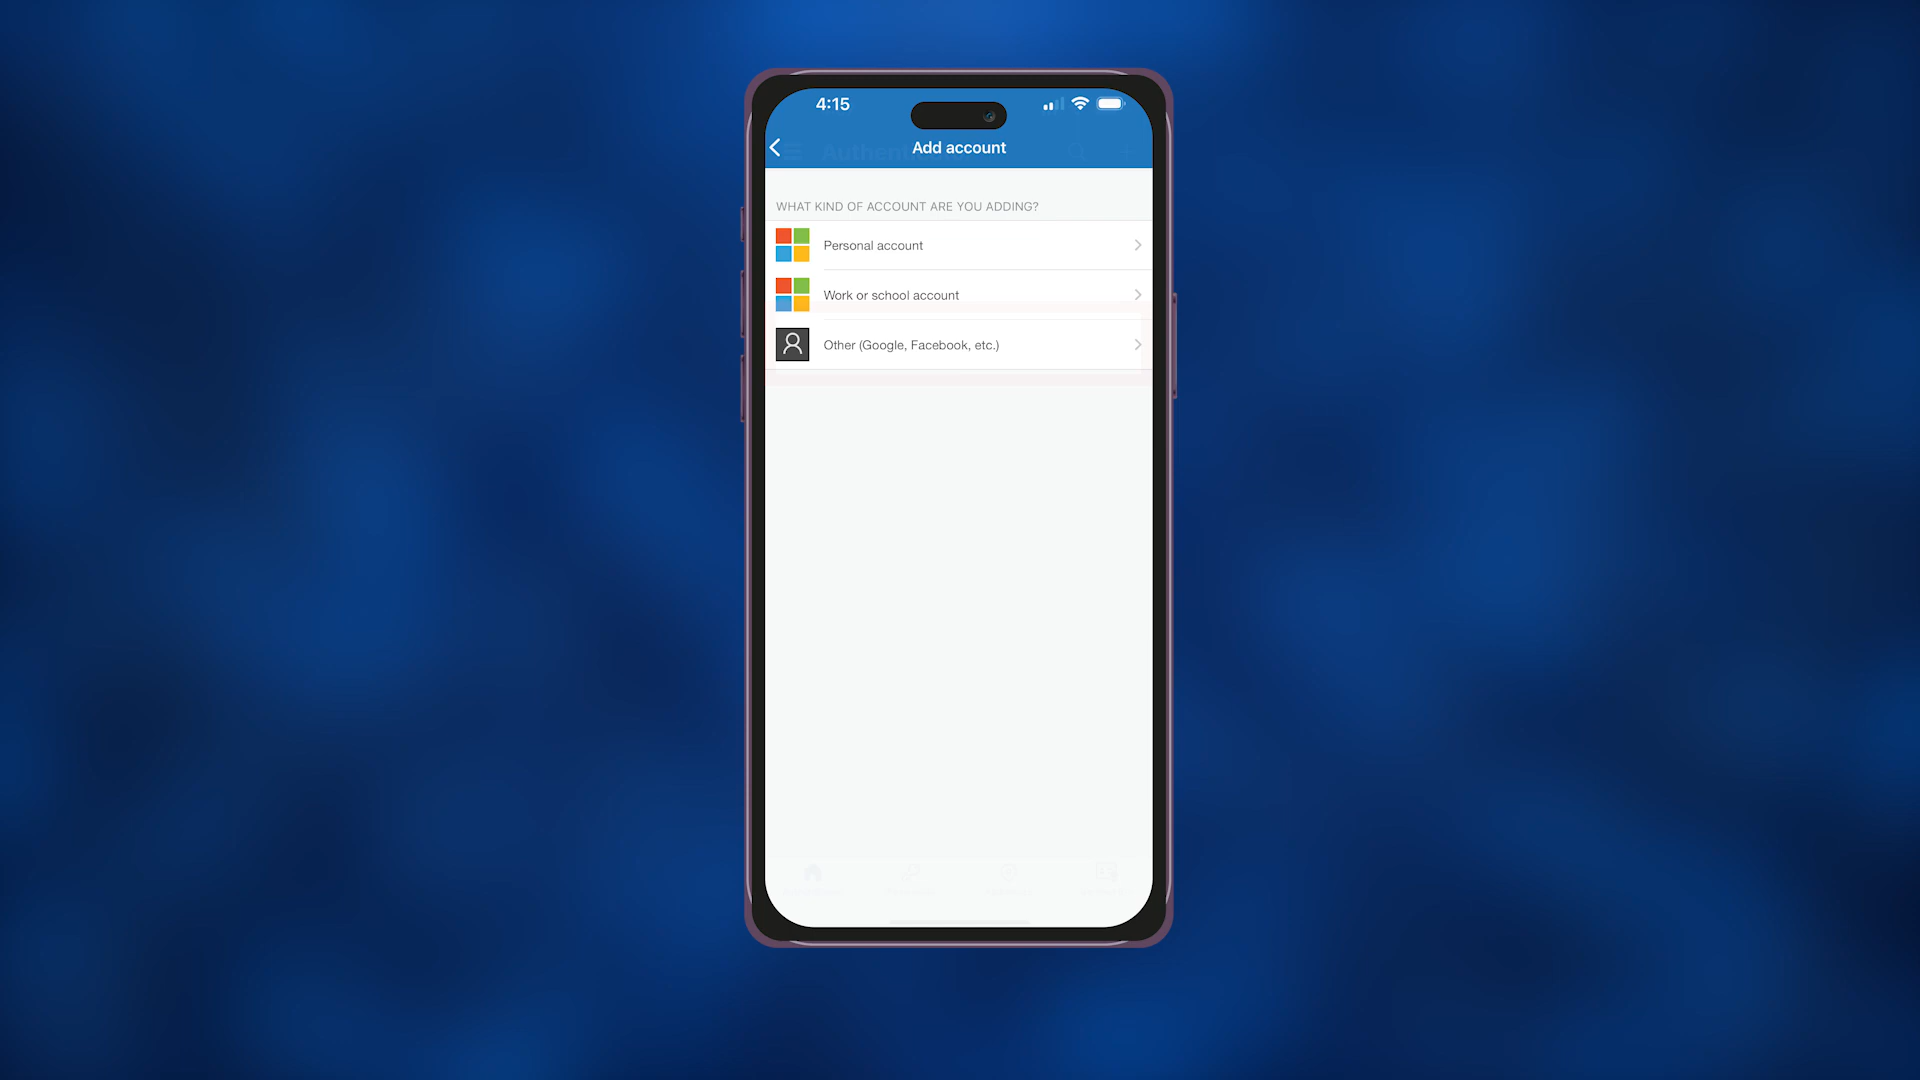 4:15
Add account
WHAT KIND OF ACCOUNT ARE YOU ADDING?
Personal account
Work or school account
Other (Google, Facebook, etc.)